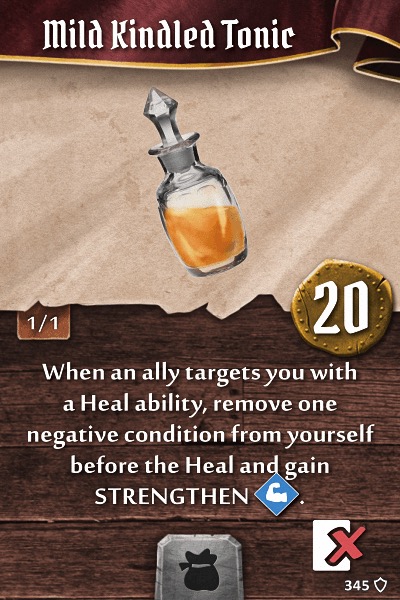 Mild Kindled Tonic
20
1/1
When an ally targets you with
a Heal ability, remove one
negative condition from yourself
before the Heal and gain
STRENGTHEN .
345